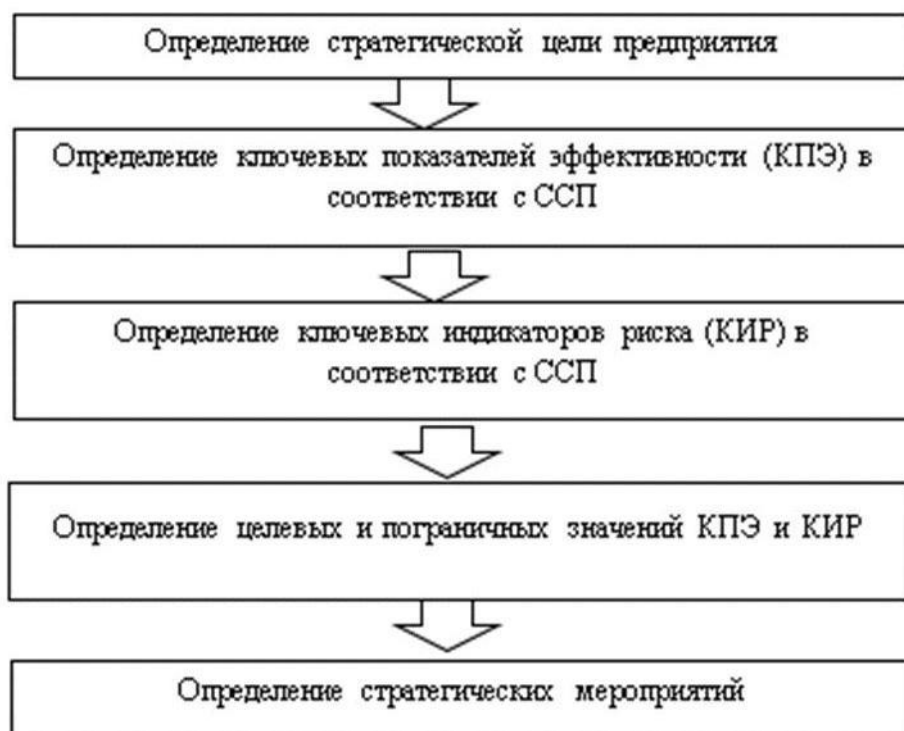 Определение стратегической цели предприятия
Определение ключевых показателей эффективности (КПЭ) в
соответствии с ССП
Определение ключевых индикаторов риска (КИР) в
соответствии с ССП
Определение целевых и пограничных значений КПЭ и КИР
Определение стратегических мероприятий